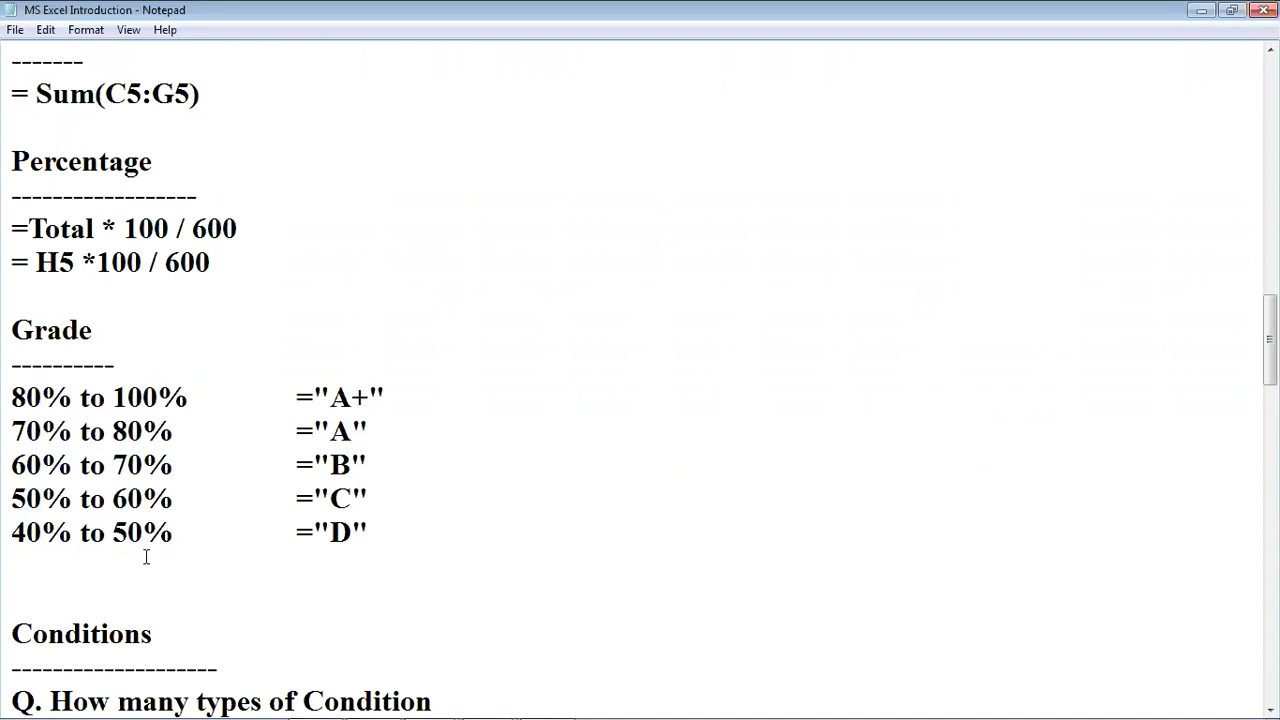 MS Excel Introduction - Notepad
File Edit Format View Help
-------
= Sum(C5:G5)
Percentage
------------------
=Total * 100 / 600
= H5 *100 / 600
Grade
----------
80% to 100% ="A+"
70% to 80% ="A"
60% to 70% ="B"
50% to 60% ="C"
40% to 50% ="D"
Conditions
--------------------
Q. How many types of Condition